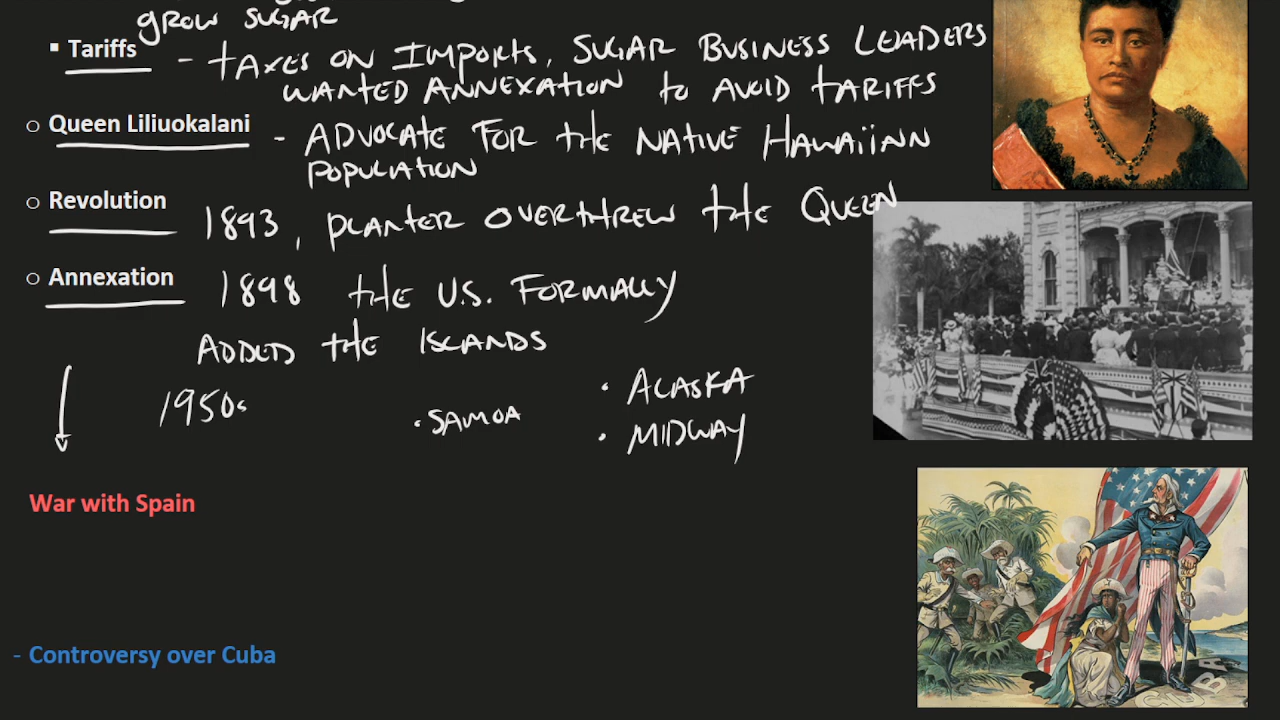 GROW SUGAR
▪ Tariffs - TAXES ON IMPORTS, SUGAR BUSINESS LEADERS
WANTED ANNEXATION to AVOID TARIFFS
○ Queen Liliuokalani - ADVOCATE FOR THE NATIVE HAWAIINN
POPULATION
○ Revolution 1893, PLANTER OVERTHREW THE QUEEN
○ Annexation 1898 THE U.S. FORMALLY
ADDED THE ISLANDS
1950s
• SAMOA
• ALASKA
• MIDWAY
War with Spain
- Controversy over Cuba
CUBA